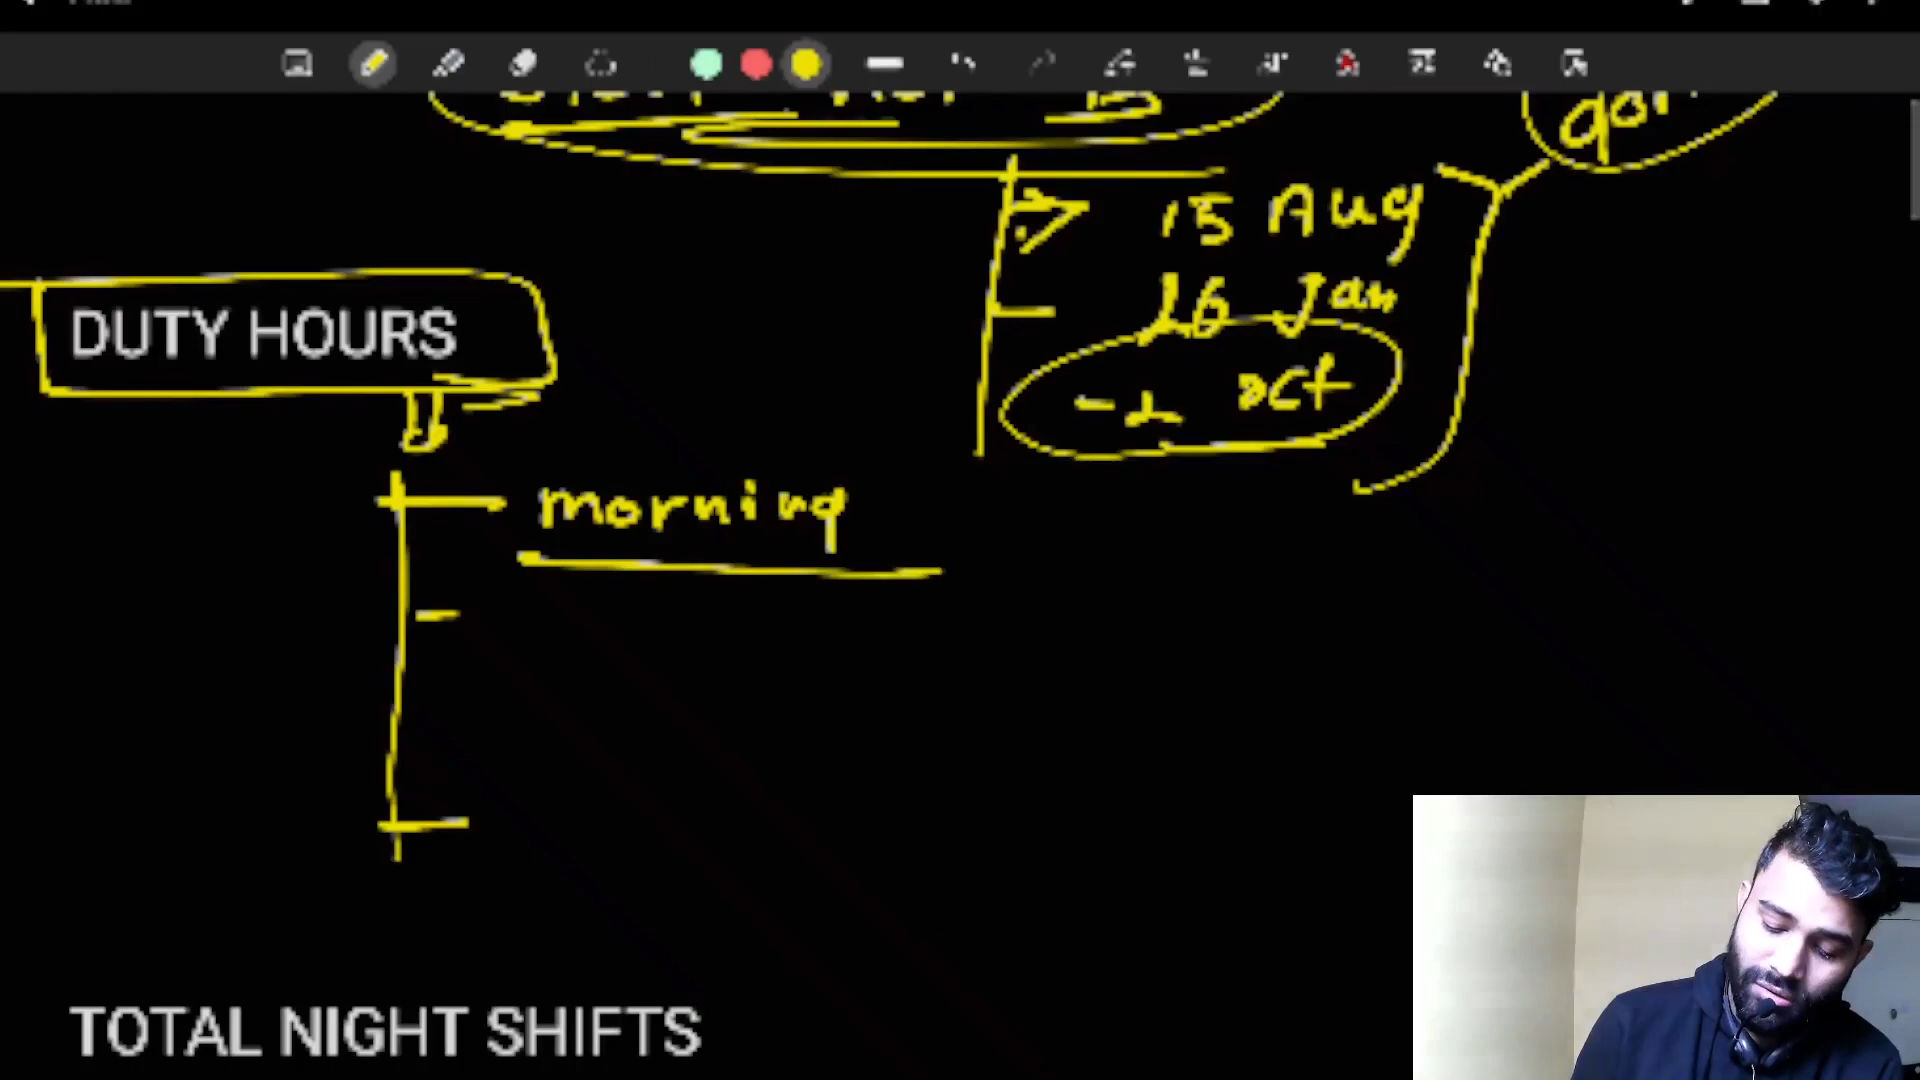 15 Aug
26 Jan
DUTY HOURS
-2 oct
morning
TOTAL NIGHT SHIFTS